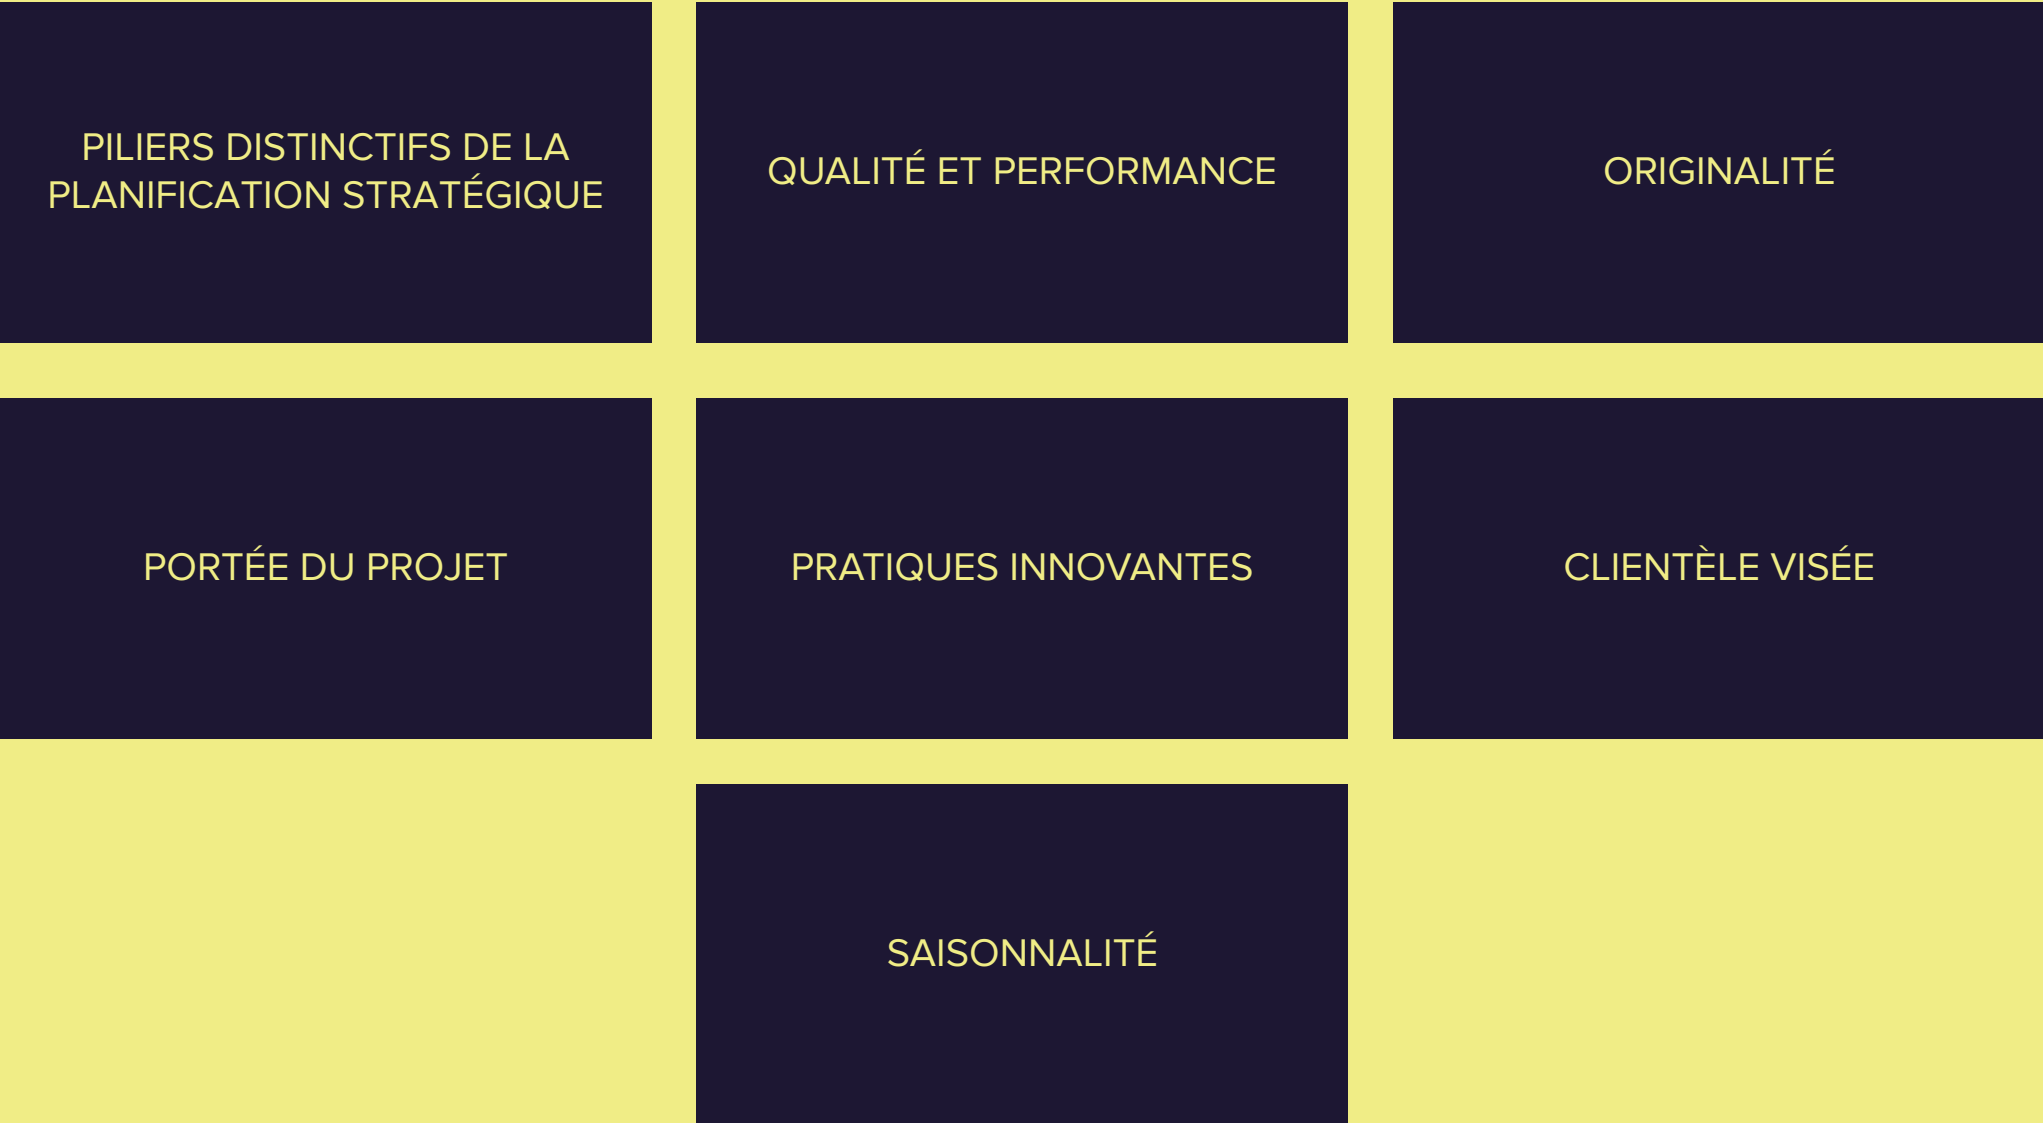 PILIERS DISTINCTIFS DE LA
PLANIFICATION STRATÉGIQUE
QUALITÉ ET PERFORMANCE
ORIGINALITÉ
PORTÉE DU PROJET
PRATIQUES INNOVANTES
CLIENTÈLE VISÉE
SAISONNALITÉ